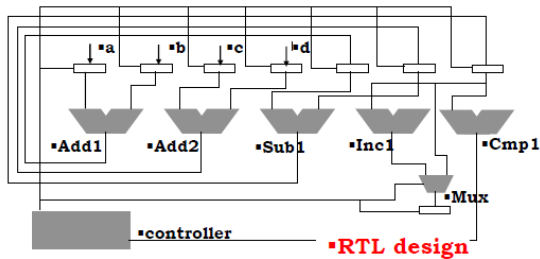 ▪a ▪b ▪c ▪d
▪Add1 ▪Add2 ▪Sub1 ▪Inc1 ▪Cmp1
▪Mux
▪controller
▪RTL design